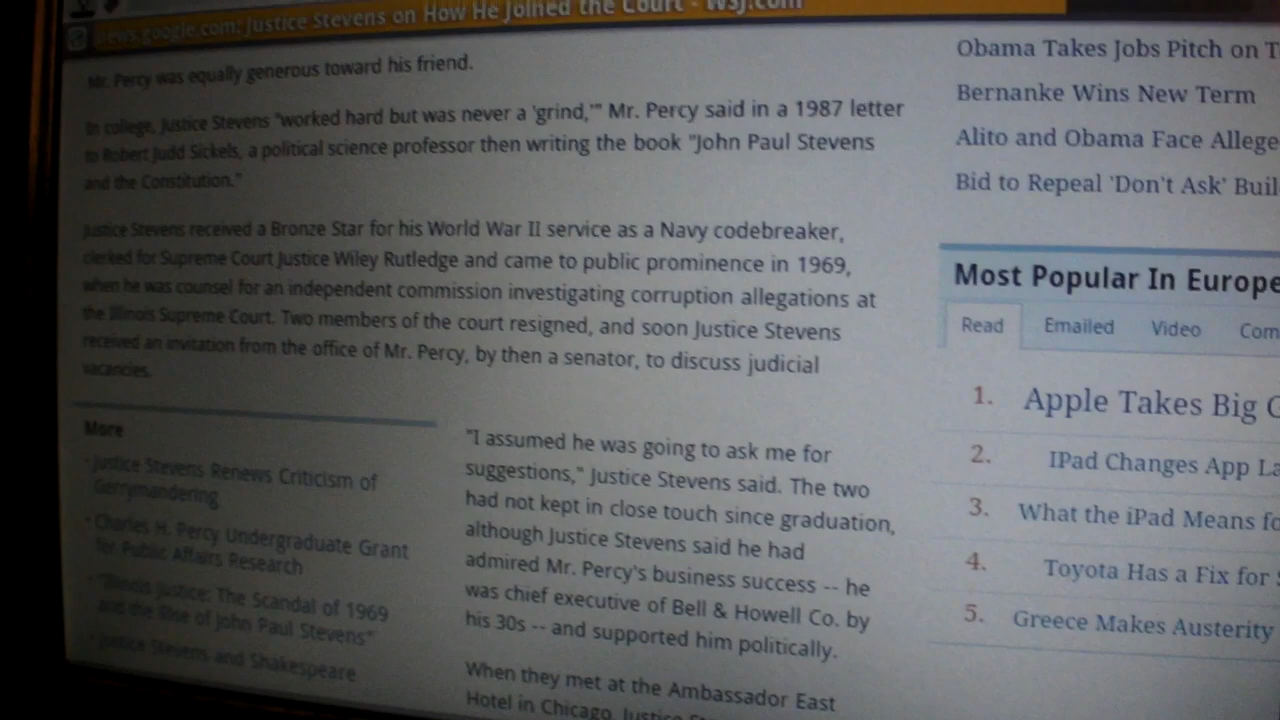 news.google.com: Justice Stevens on How He Joined the Court - WSJ.com
Mr. Percy was equally generous toward his friend.
In college, Justice Stevens "worked hard but was never a 'grind,'" Mr. Percy said in a 1987 letter
to Robert Judd Sickels, a political science professor then writing the book "John Paul Stevens
and the Constitution."
Justice Stevens received a Bronze Star for his World War II service as a Navy codebreaker,
clerked for Supreme Court Justice Wiley Rutledge and came to public prominence in 1969,
when he was counsel for an independent commission investigating corruption allegations at
the Illinois Supreme Court. Two members of the court resigned, and soon Justice Stevens
received an invitation from the office of Mr. Percy, by then a senator, to discuss judicial
vacancies.
More
· Justice Stevens Renews Criticism of
Gerrymandering
· Charles H. Percy Undergraduate Grant
for Public Affairs Research
· "Illinois Justice: The Scandal of 1969
and the Rise of John Paul Stevens"
· Justice Stevens and Shakespeare
"I assumed he was going to ask me for
suggestions," Justice Stevens said. The two
had not kept in close touch since graduation,
although Justice Stevens said he had
admired Mr. Percy's business success -- he
was chief executive of Bell & Howell Co. by
his 30s -- and supported him politically.
When they met at the Ambassador East
Hotel in Chicago, Justice
Obama Takes Jobs Pitch on T
Bernanke Wins New Term
Alito and Obama Face Allege
Bid to Repeal 'Don't Ask' Buil
Most Popular In Europe
Read Emailed Video Com
1. Apple Takes Big
2. IPad Changes App La
3. What the iPad Means fo
4. Toyota Has a Fix for
5. Greece Makes Austerity